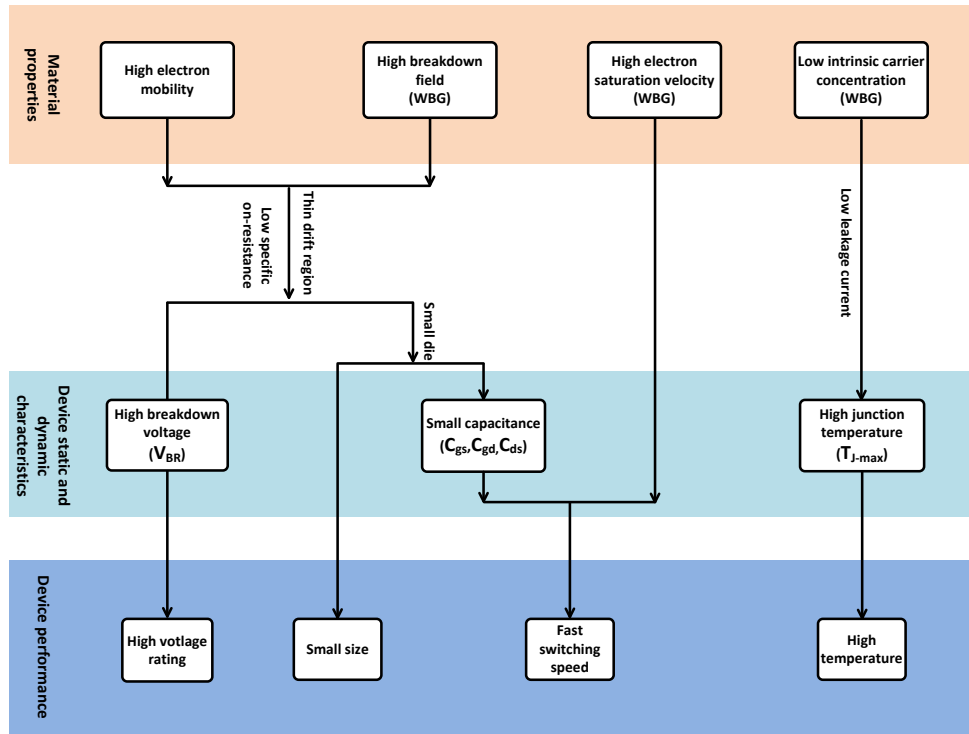 Material
properties
High electron
mobility
High breakdown
field
(WBG)
High electron
saturation velocity
(WBG)
Low intrinsic carrier
concentration
(WBG)
Thin drift region
Low specific
on-resistance
Low leakage current
Small die
Device static and
dynamic
characteristics
High breakdown
voltage
(VBR)
Small capacitance
(Cgs,Cgd,Cds)
High junction
temperature
(TJ-max)
Device performance
High votlage
rating
Small size
Fast
switching
speed
High
temperature